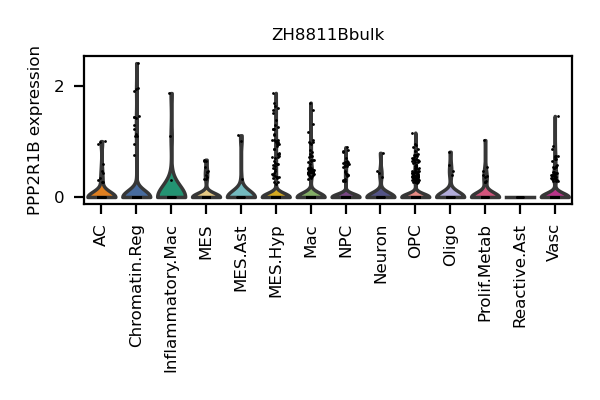 ZH8811Bbulk
PPP2R1B expression
2
0
AC
Chromatin.Reg
Inflammatory.Mac
MES
MES.Ast
MES.Hyp
Mac
NPC
Neuron
OPC
Oligo
Prolif.Metab
Reactive.Ast
Vasc